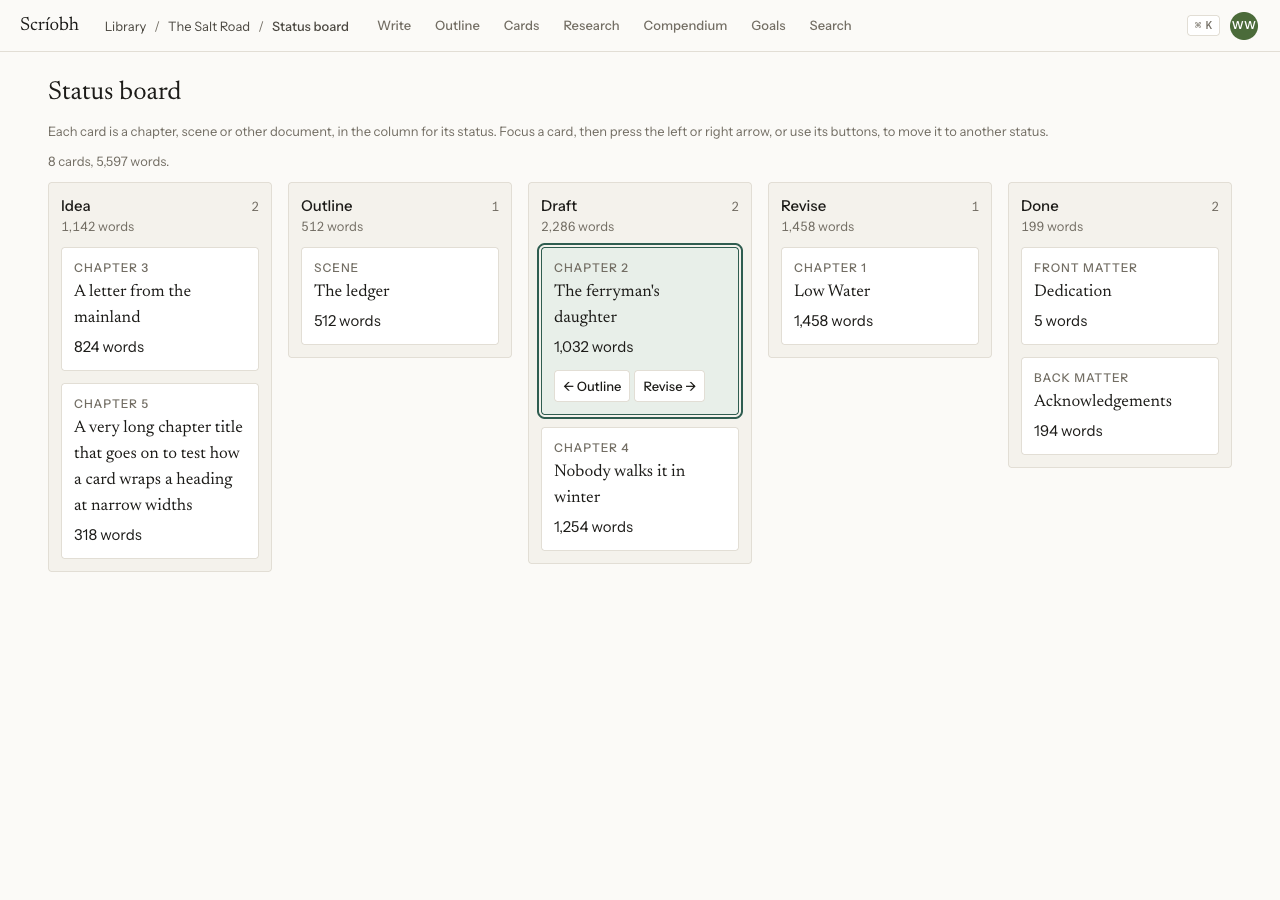 Scríobh Library / The Salt Road / Status board Write Outline Cards Research Compendium Goals Search ⌘ K WW
Status board
Each card is a chapter, scene or other document, in the column for its status. Focus a card, then press the left or right arrow, or use its buttons, to move it to another status.
8 cards, 5,597 words.
Idea 2
1,142 words
CHAPTER 3
A letter from the
mainland
824 words
CHAPTER 5
A very long chapter title
that goes on to test how
a card wraps a heading
at narrow widths
318 words
Outline 1
512 words
SCENE
The ledger
512 words
Draft 2
2,286 words
CHAPTER 2
The ferryman's
daughter
1,032 words
← Outline Revise →
CHAPTER 4
Nobody walks it in
winter
1,254 words
Revise 1
1,458 words
CHAPTER 1
Low Water
1,458 words
Done 2
199 words
FRONT MATTER
Dedication
5 words
BACK MATTER
Acknowledgements
194 words